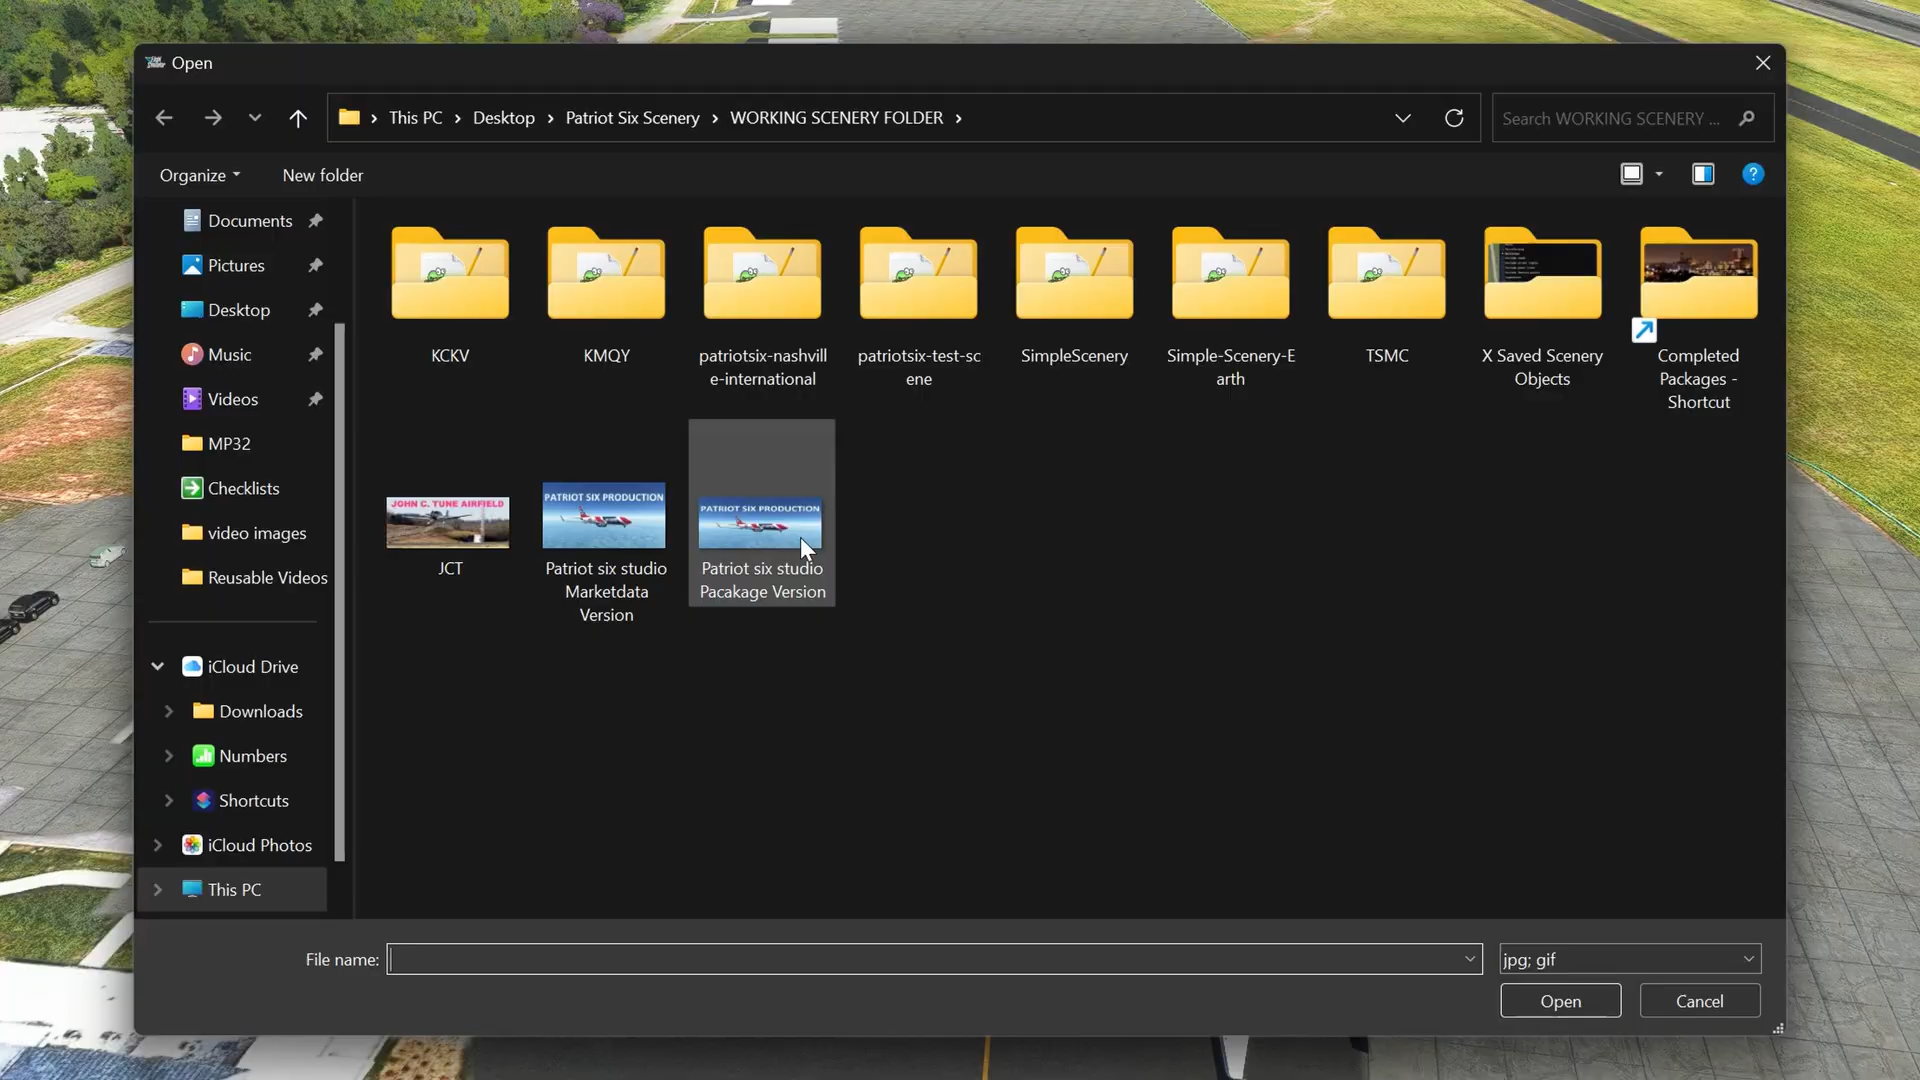 Open
This PC
Desktop
Patriot Six Scenery
WORKING SCENERY FOLDER
Search WORKING SCENERY ...
Organize
New folder
?
Documents
Pictures
Desktop
Music
Videos
MP32
Checklists
video images
Reusable Videos
iCloud Drive
Downloads
Numbers
Shortcuts
iCloud Photos
This PC
KCKV
KMQY
patriotsix-nashvill
e-international
patriotsix-test-sc
ene
SimpleScenery
Simple-Scenery-E
arth
TSMC
X Saved Scenery
Objects
Completed
Packages -
Shortcut
JOHN C. TUNE AIRFIELD
JCT
PATRIOT SIX PRODUCTION
Patriot six studio
Marketdata
Version
PATRIOT SIX PRODUCTION
Patriot six studio
Pacakage Version
File name:
jpg; gif
Open
Cancel